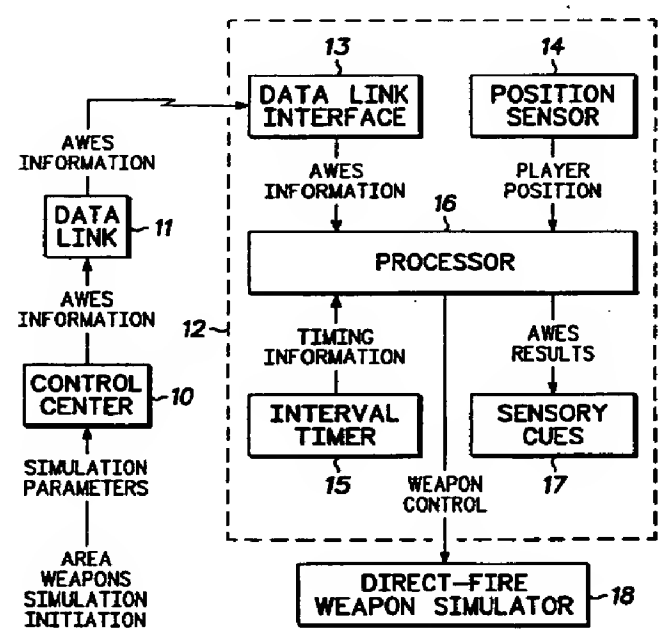 13
14
DATA LINK
INTERFACE
POSITION
SENSOR
AWES
INFORMATION
AWES
INFORMATION
PLAYER
POSITION
DATA
LINK
11
16
PROCESSOR
AWES
INFORMATION
12
TIMING
INFORMATION
AWES
RESULTS
CONTROL
CENTER
10
INTERVAL
TIMER
SENSORY
CUES
15
17
SIMULATION
PARAMETERS
WEAPON
CONTROL
AREA
WEAPONS
SIMULATION
INITIATION
DIRECT-FIRE
WEAPON SIMULATOR
18